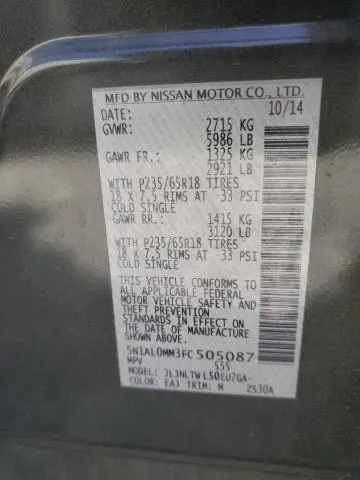 MFD BY NISSAN MOTOR CO., LTD.
DATE: 10/14
GVWR: 2715 KG
5986 LB
GAWR FR.: 1325 KG
2921 LB
WITH P235/65R18 TIRES
18 X 7.5 RIMS AT 33 PSI
COLD SINGLE
GAWR RR.: 1415 KG
3120 LB
WITH P235/65R18 TIRES
18 X 7.5 RIMS AT 33 PSI
COLD SINGLE
THIS VEHICLE CONFORMS TO
ALL APPLICABLE FEDERAL
MOTOR VEHICLE SAFETY AND
THEFT PREVENTION
STANDARDS IN EFFECT ON
THE DATE OF MANUFACTURE
SHOWN ABOVE.
5N1AL0MM3FC505087
MPV S55
MODEL: JLJNLTWL50EU7GA-
COLOR: EAJ TRIM: M 2S30A